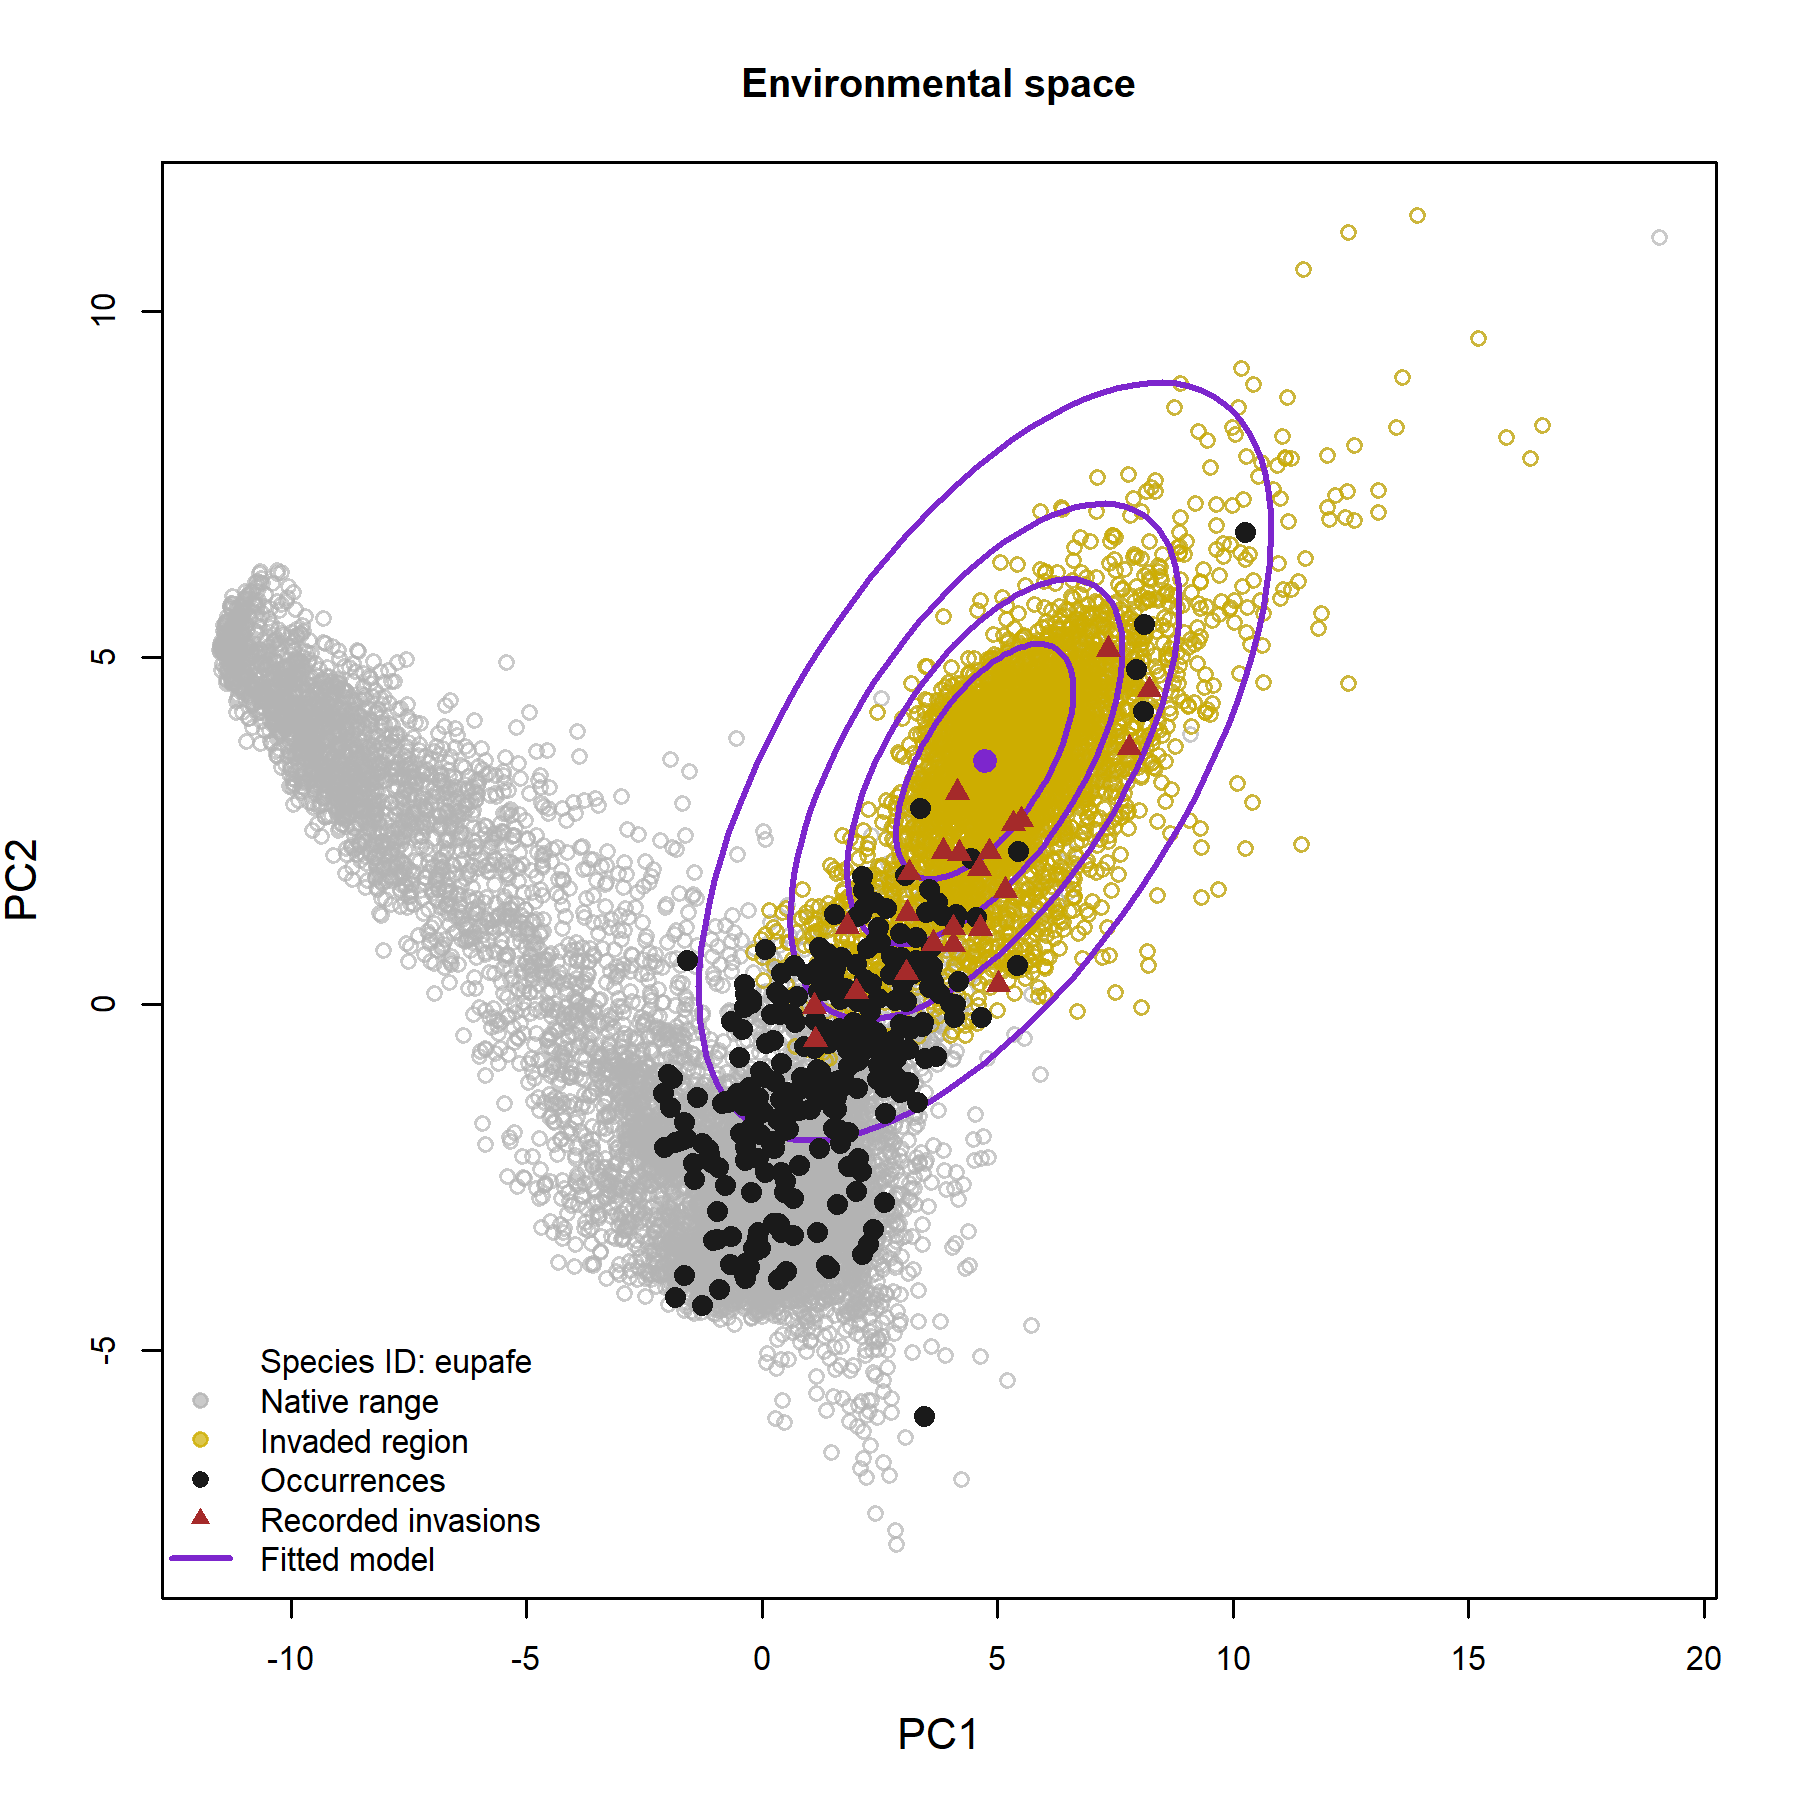 Environmental space
PC2
10
5
0
-5
Species ID: eupafe
Native range
Invaded region
Occurrences
Recorded invasions
Fitted model
-10 -5 0 5 10 15 20
PC1